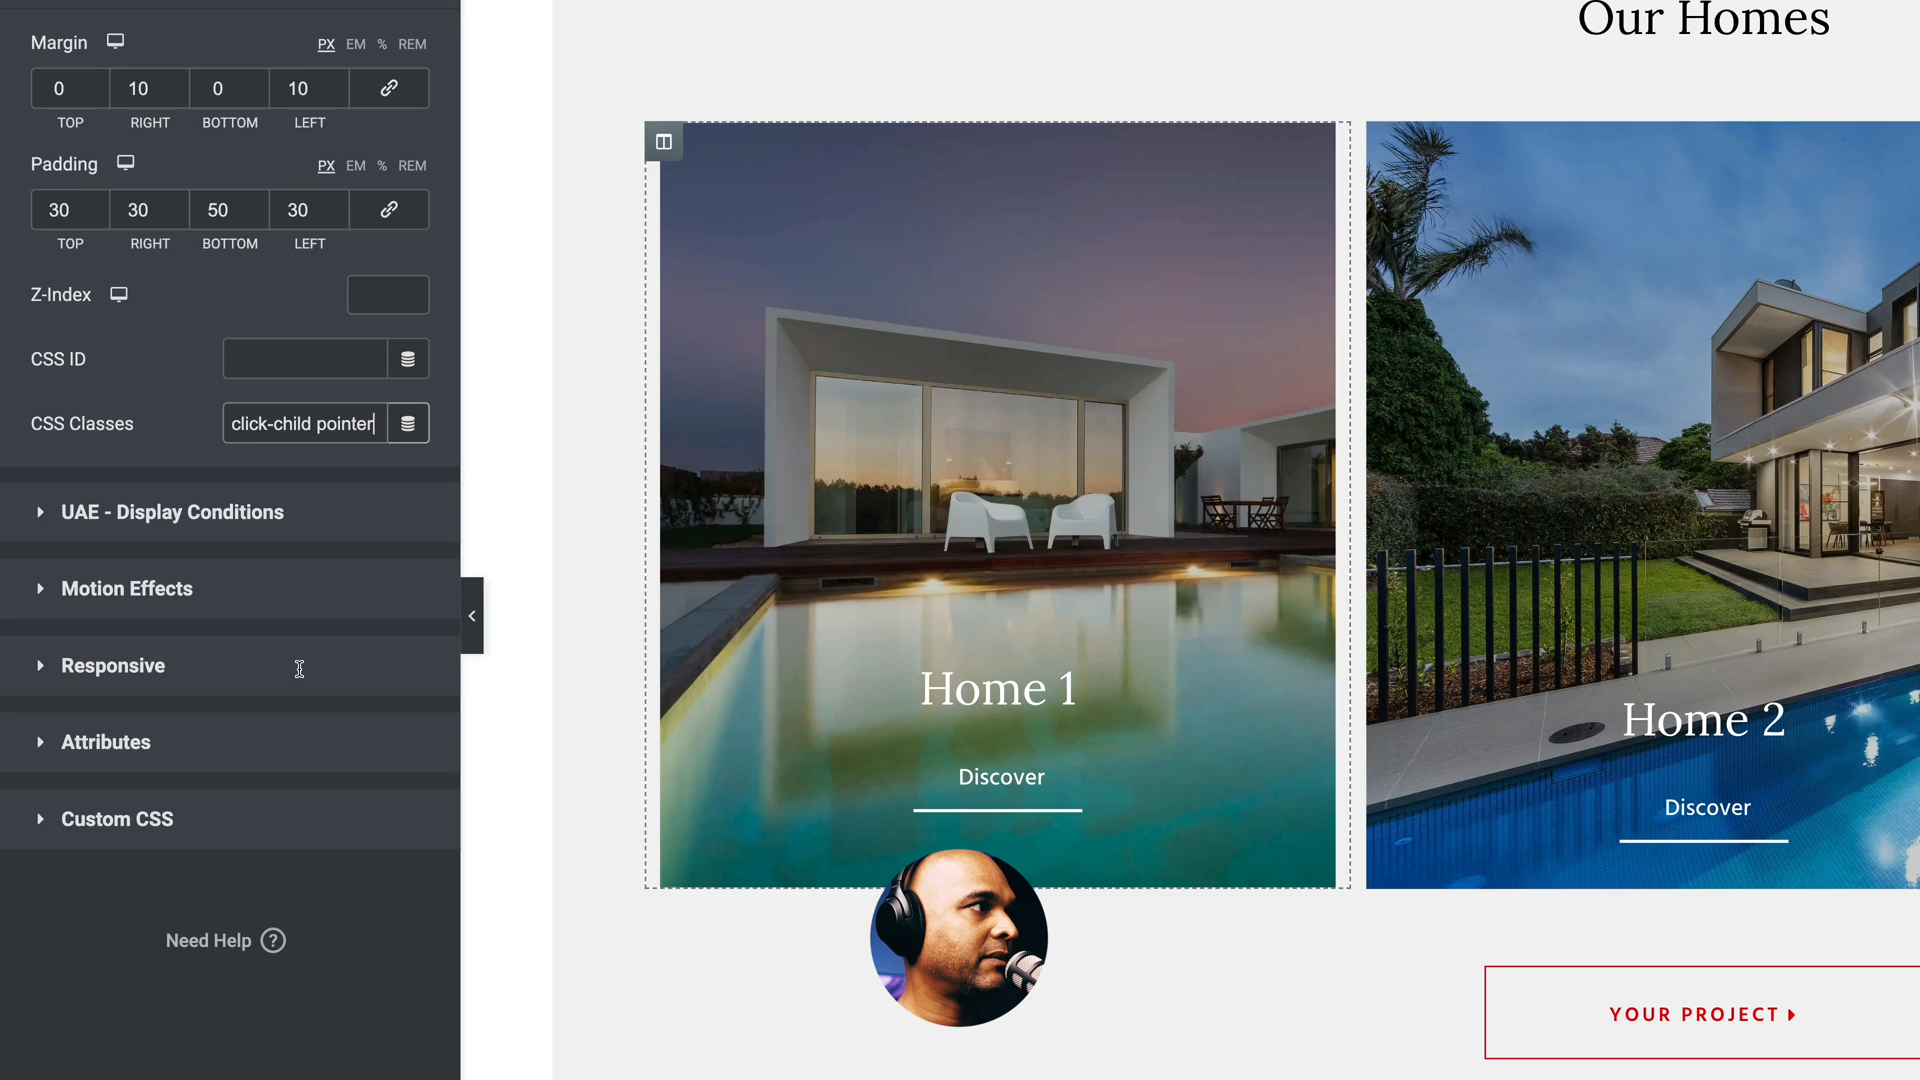 Margin
PX EM % REM
0 10 0 10
TOP RIGHT BOTTOM LEFT
Padding
PX EM % REM
30 30 50 30
TOP RIGHT BOTTOM LEFT
Z-Index
CSS ID
CSS Classes
click-child pointer
UAE - Display Conditions
Motion Effects
Responsive
Attributes
Custom CSS
Need Help ?
Our Homes
Home 1
Discover
Home 2
Discover
YOUR PROJECT